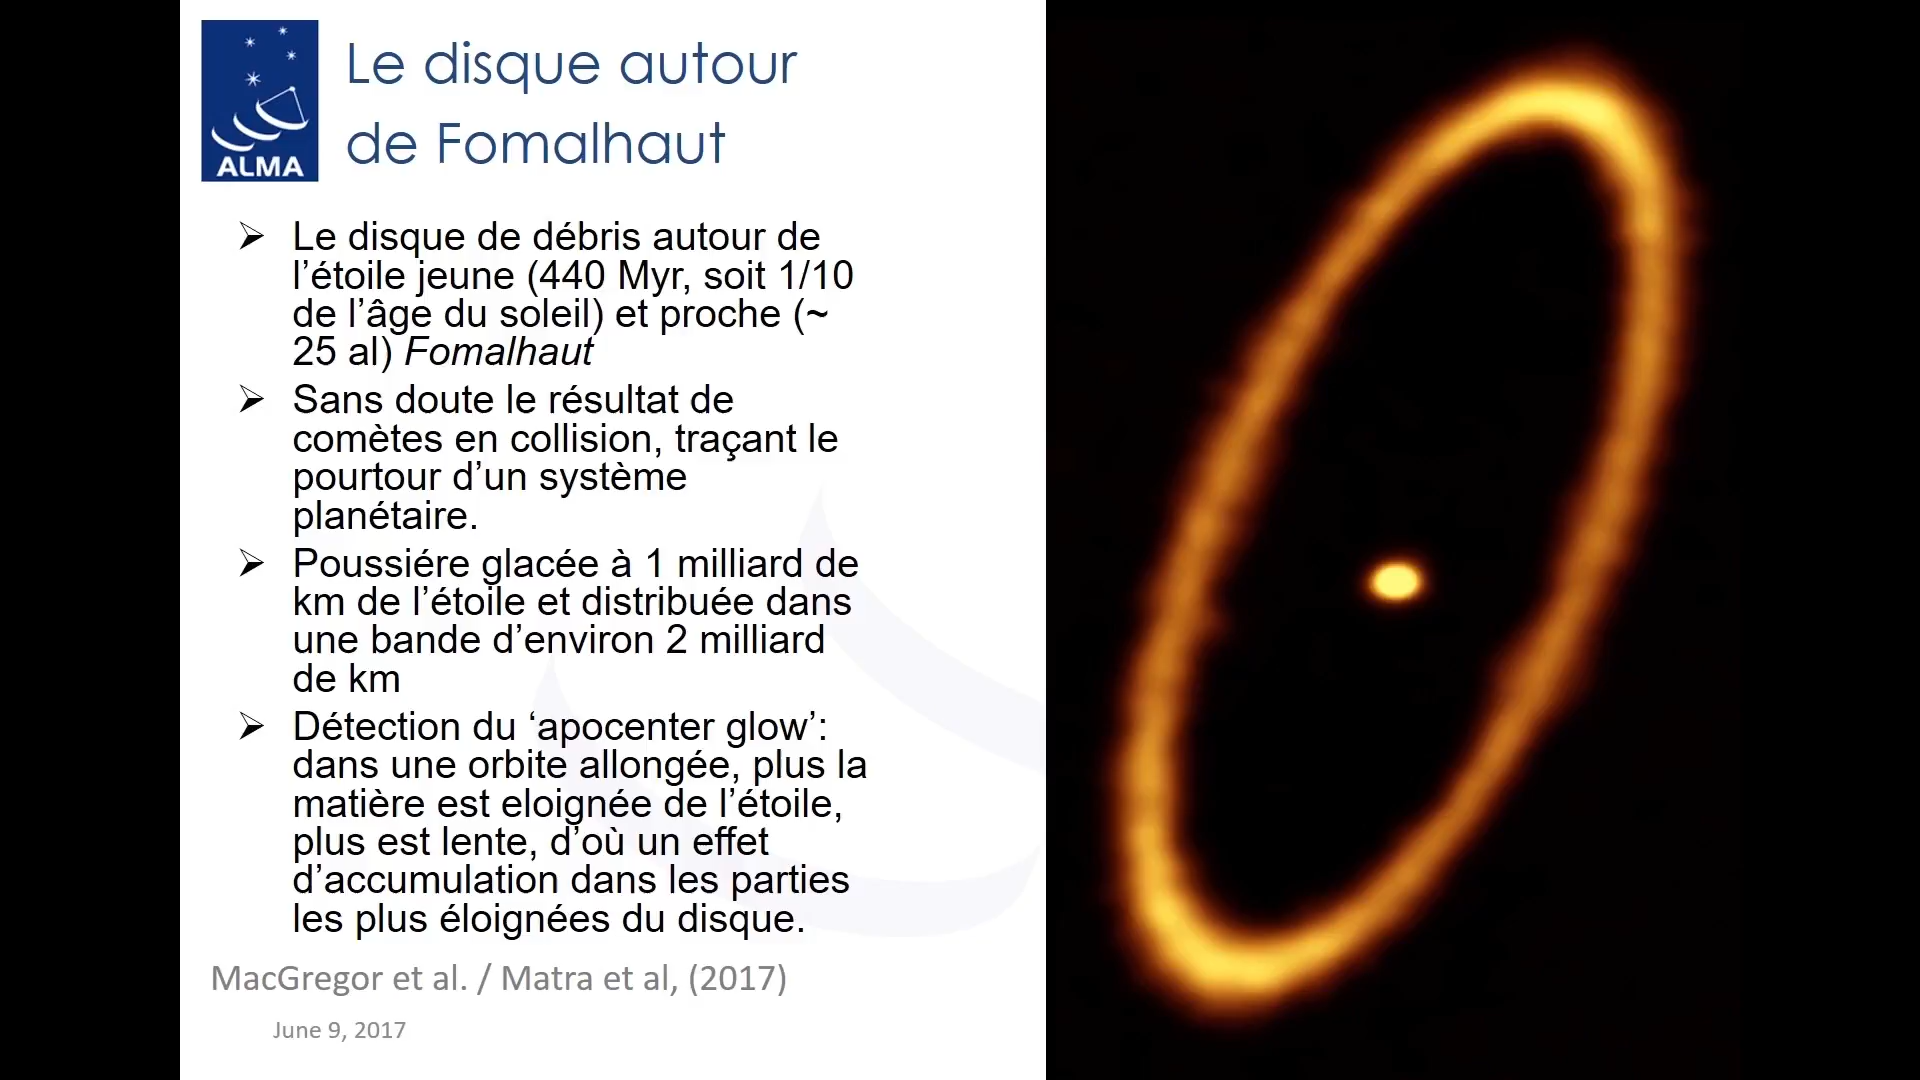 ALMA
Le disque autour
de Fomalhaut
➢ Le disque de débris autour de
l’étoile jeune (440 Myr, soit 1/10
de l’âge du soleil) et proche (~
25 al) Fomalhaut
➢ Sans doute le résultat de
comètes en collision, traçant le
pourtour d’un système
planétaire.
➢ Poussiére glacée à 1 milliard de
km de l’étoile et distribuée dans
une bande d’environ 2 milliard
de km
➢ Détection du ‘apocenter glow’:
dans une orbite allongée, plus la
matière est eloignée de l’étoile,
plus est lente, d’où un effet
d’accumulation dans les parties
les plus éloignées du disque.
MacGregor et al. / Matra et al, (2017)
June 9, 2017